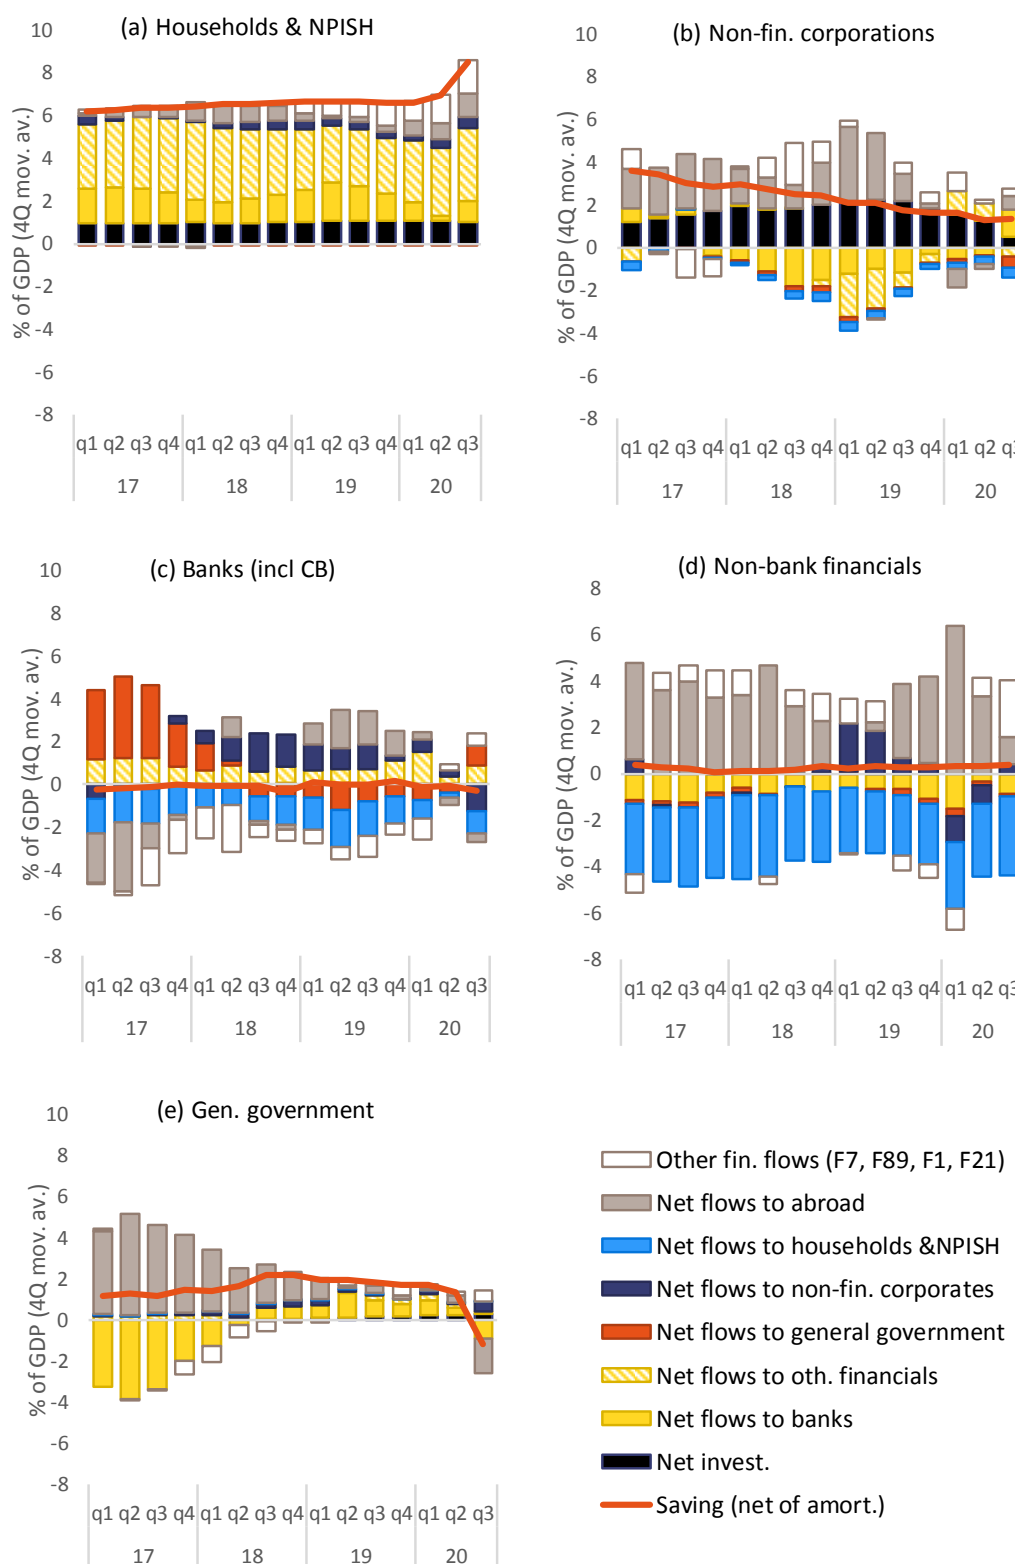 (a) Households & NPISH
% of GDP (4Q mov. av.)
10
8
6
4
2
0
-2
-4
-6
-8
q1 q2 q3 q4 q1 q2 q3 q4 q1 q2 q3 q4 q1 q2 q3
17 18 19 20
(b) Non-fin. corporations
% of GDP (4Q mov. av.)
10
8
6
4
2
0
-2
-4
-6
-8
q1 q2 q3 q4 q1 q2 q3 q4 q1 q2 q3 q4 q1 q2 q3
17 18 19 20
(c) Banks (incl CB)
% of GDP (4Q mov. av.)
10
8
6
4
2
0
-2
-4
-6
-8
q1 q2 q3 q4 q1 q2 q3 q4 q1 q2 q3 q4 q1 q2 q3
17 18 19 20
(d) Non-bank financials
% of GDP (4Q mov. av.)
8
6
4
2
0
-2
-4
-6
-8
q1 q2 q3 q4 q1 q2 q3 q4 q1 q2 q3 q4 q1 q2 q3
17 18 19 20
(e) Gen. government
% of GDP (4Q mov. av.)
10
8
6
4
2
0
-2
-4
-6
-8
q1 q2 q3 q4 q1 q2 q3 q4 q1 q2 q3 q4 q1 q2 q3
17 18 19 20
Other fin. flows (F7, F89, F1, F21)
Net flows to abroad
Net flows to households &NPISH
Net flows to non-fin. corporates
Net flows to general government
Net flows to oth. financials
Net flows to banks
Net invest.
Saving (net of amort.)